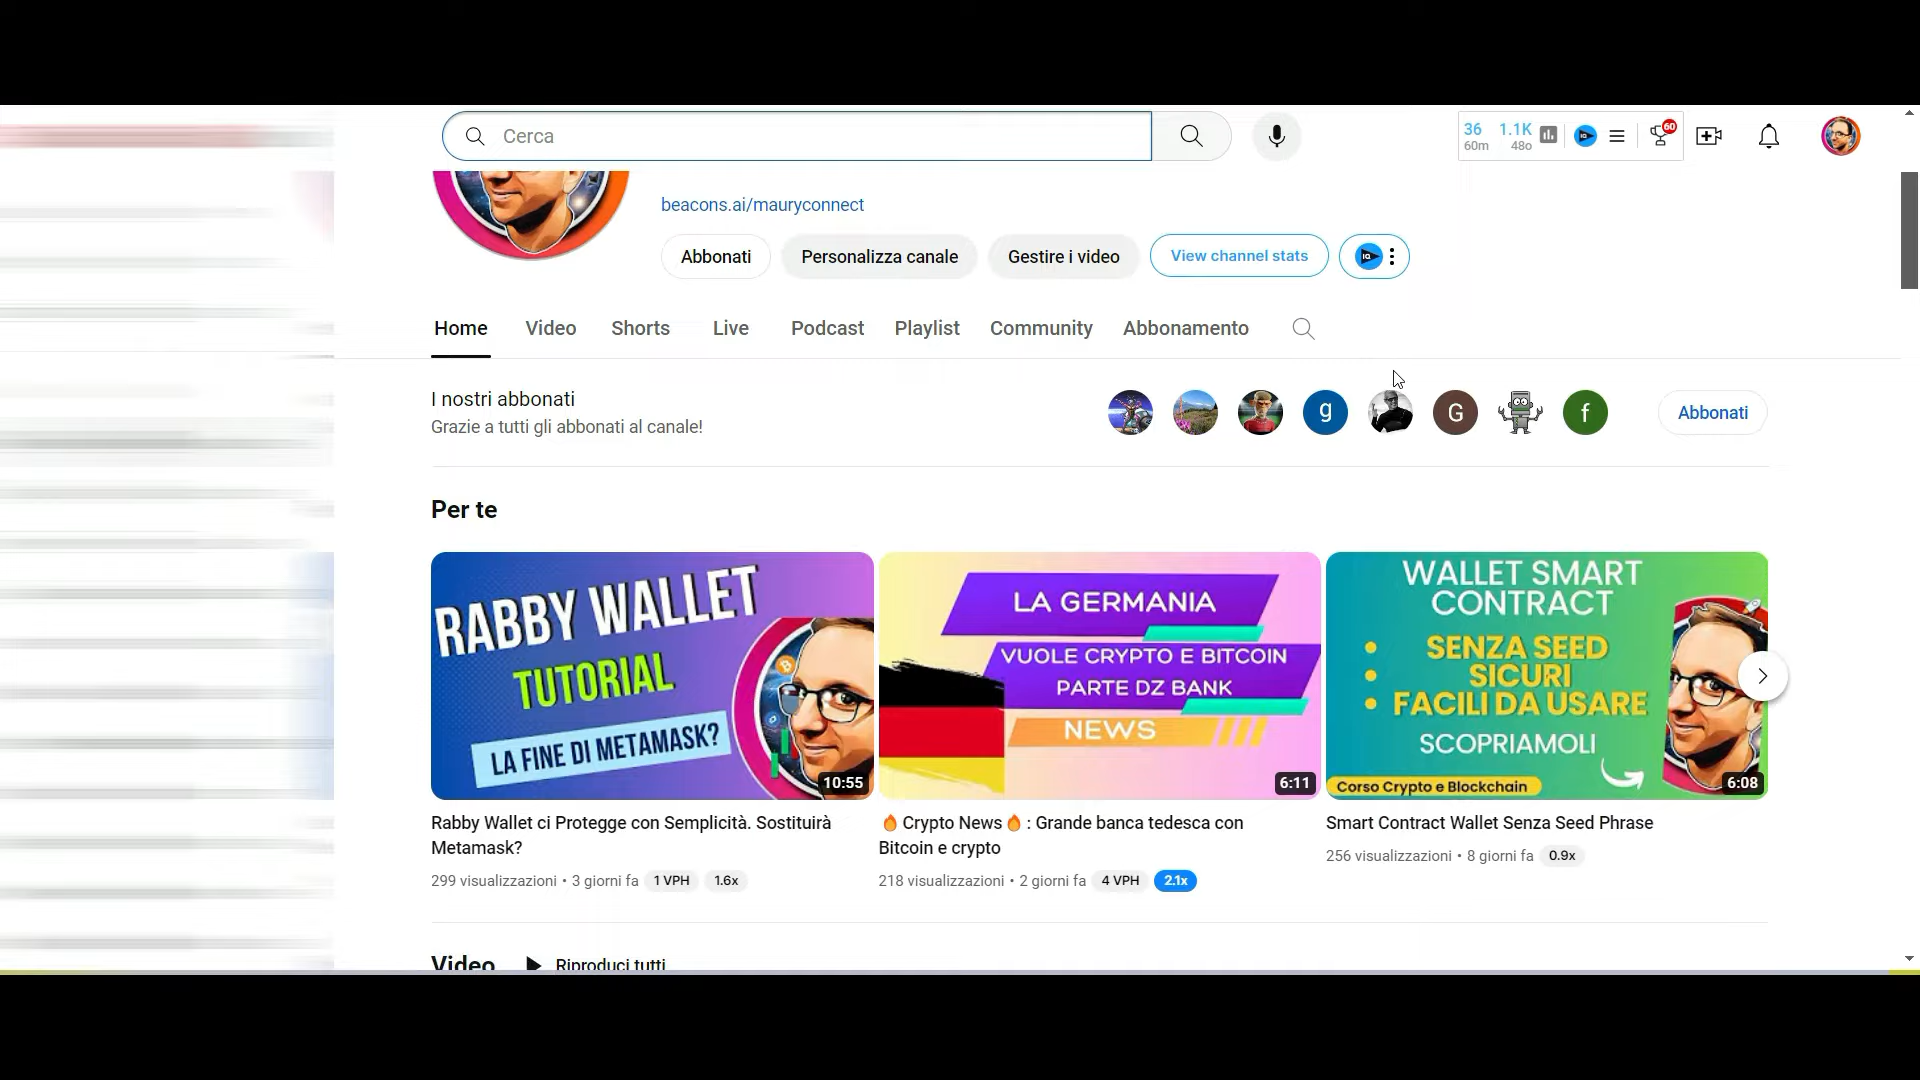 Cerca
36 1.1K
60m 48o
60
beacons.ai/mauryconnect
Abbonati Personalizza canale Gestire i video View channel stats IQ
Home Video Shorts Live Podcast Playlist Community Abbonamento
I nostri abbonati
Grazie a tutti gli abbonati al canale!
g G f Abbonati
Per te
RABBY WALLET
TUTORIAL
LA FINE DI METAMASK?
10:55
LA GERMANIA
VUOLE CRYPTO E BITCOIN
PARTE DZ BANK
NEWS
6:11
WALLET SMART
CONTRACT
• SENZA SEED
• SICURI
• FACILI DA USARE
SCOPRIAMOLI
Corso Crypto e Blockchain
6:08
Rabby Wallet ci Protegge con Semplicità. Sostituirà
Metamask?
299 visualizzazioni • 3 giorni fa 1 VPH 1.6x
🔥Crypto News🔥: Grande banca tedesca con
Bitcoin e crypto
218 visualizzazioni • 2 giorni fa 4 VPH 2.1x
Smart Contract Wallet Senza Seed Phrase
256 visualizzazioni • 8 giorni fa 0.9x
Video Riproduci tutti